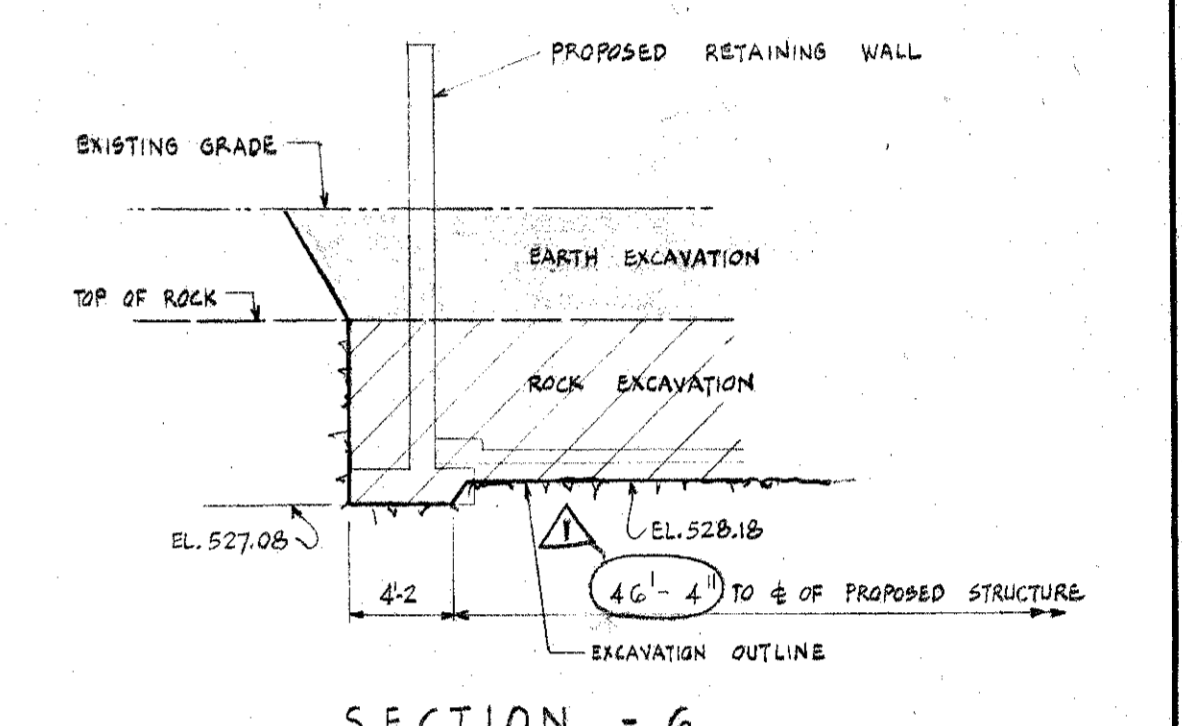 PROPOSED RETAINING WALL
EXISTING GRADE
EARTH EXCAVATION
TOP OF ROCK
ROCK EXCAVATION
EL. 527.08
EL. 528.18
1
4'-2
46'- 4" TO ℄ OF PROPOSED STRUCTURE
EXCAVATION OUTLINE
SECTION - 6